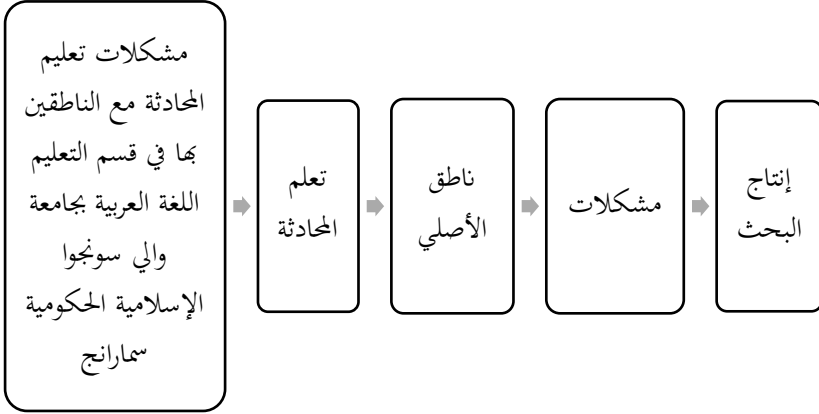 مشكلات تعليم
المحادثة مع الناطقين
بها في قسم التعليم
اللغة العربية بجامعة
والي سونجوا
الإسلامية الحكومية
سمارانج
تعلم
المحادثة
ناطق
الأصلي
مشكلات
إنتاج
البحث